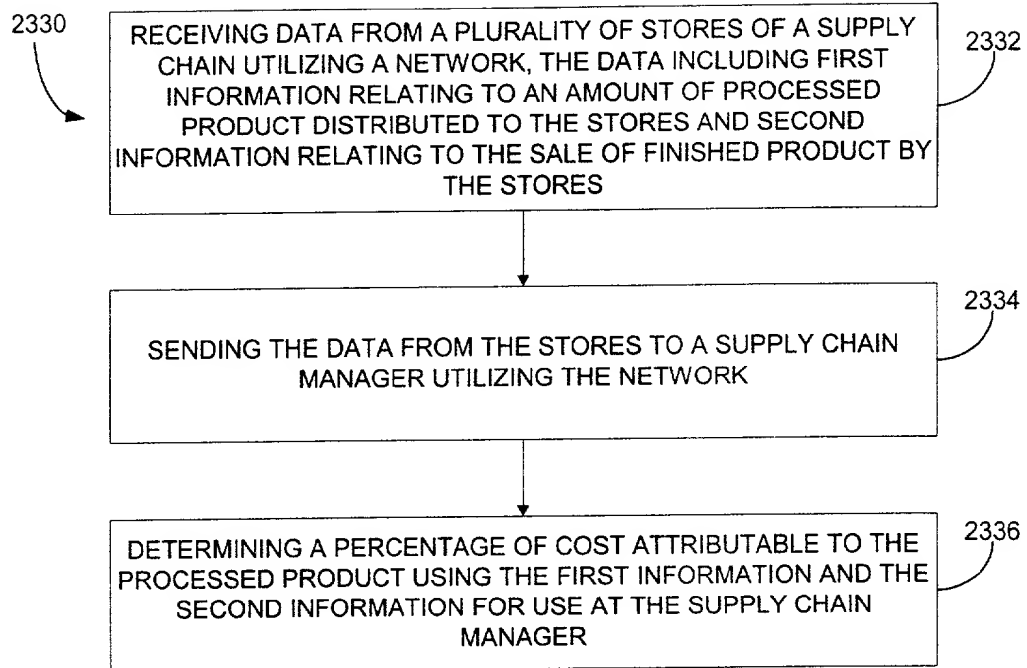 2330
RECEIVING DATA FROM A PLURALITY OF STORES OF A SUPPLY
CHAIN UTILIZING A NETWORK, THE DATA INCLUDING FIRST
INFORMATION RELATING TO AN AMOUNT OF PROCESSED
PRODUCT DISTRIBUTED TO THE STORES AND SECOND
INFORMATION RELATING TO THE SALE OF FINISHED PRODUCT BY
THE STORES
2332
SENDING THE DATA FROM THE STORES TO A SUPPLY CHAIN
MANAGER UTILIZING THE NETWORK
2334
DETERMINING A PERCENTAGE OF COST ATTRIBUTABLE TO THE
PROCESSED PRODUCT USING THE FIRST INFORMATION AND THE
SECOND INFORMATION FOR USE AT THE SUPPLY CHAIN
MANAGER
2336